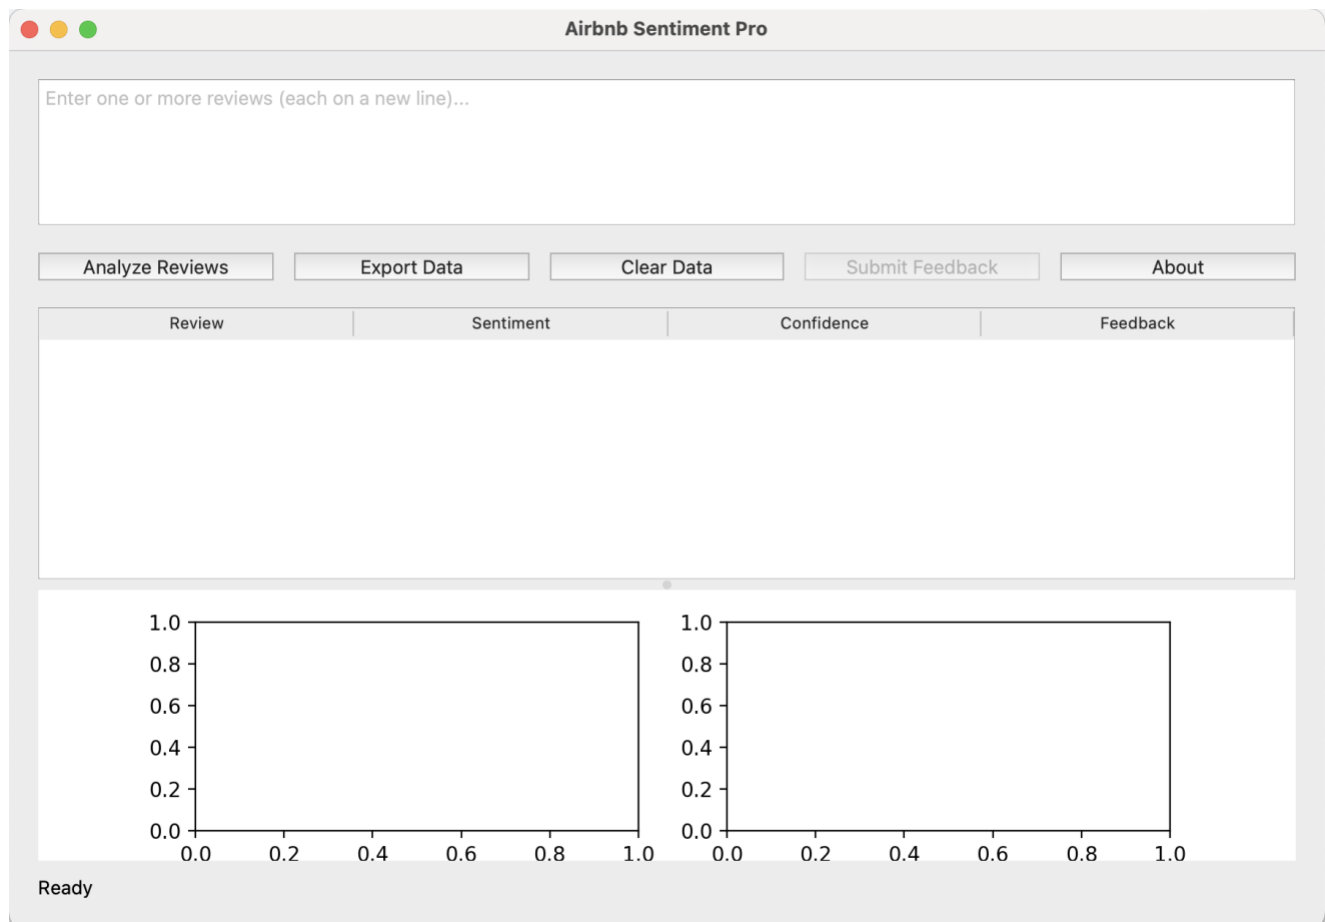 Airbnb Sentiment Pro
Enter one or more reviews (each on a new line)...
Analyze Reviews Export Data Clear Data Submit Feedback About
Review Sentiment Confidence Feedback
1.0 1.0
0.8 0.8
0.6 0.6
0.4 0.4
0.2 0.2
0.0 0.0
0.0 0.2 0.4 0.6 0.8 1.0 0.0 0.2 0.4 0.6 0.8 1.0
Ready